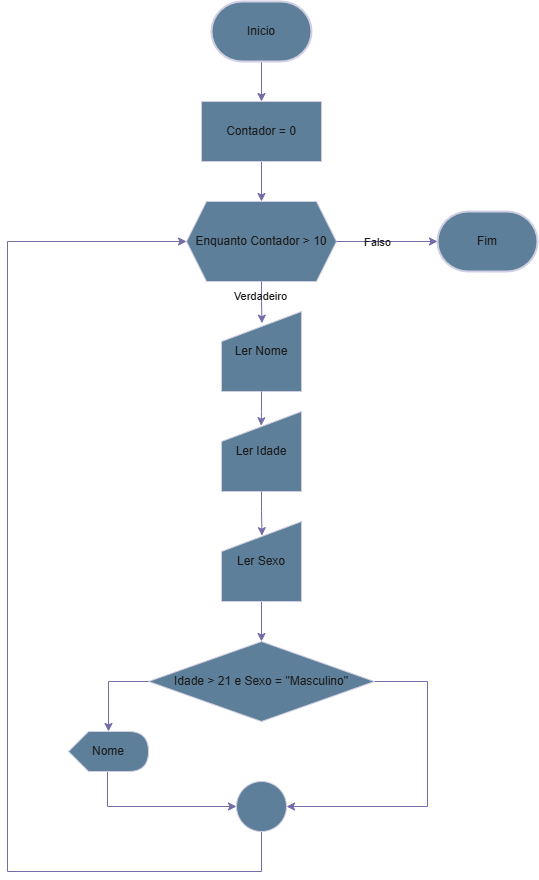 Inicio
Contador = 0
Enquanto Contador > 10
Falso
Fim
Verdadeiro
Ler Nome
Ler Idade
Ler Sexo
Idade > 21 e Sexo = "Masculino"
Nome